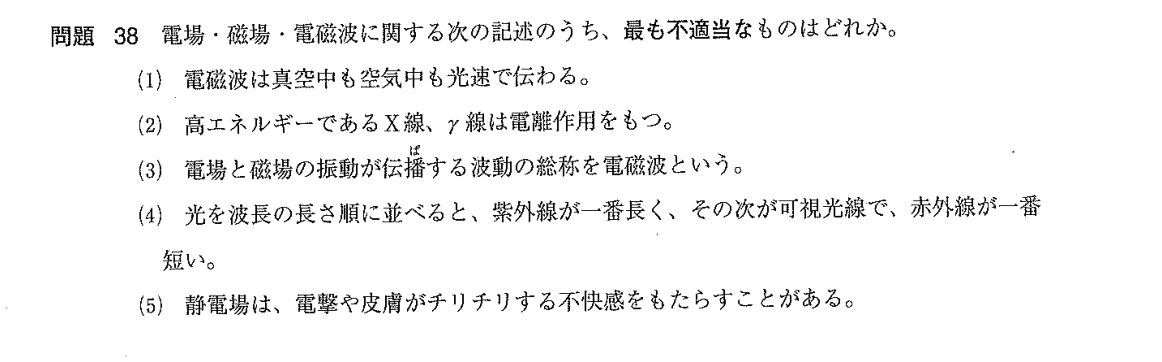 問題 38 電場・磁場・電磁波に関する次の記述のうち、最も不適当なものはどれか。
(1) 電磁波は真空中も空気中も光速で伝わる。
(2) 高エネルギーであるX線、γ線は電離作用をもつ。
(3) 電場と磁場の振動が伝播する波動の総称を電磁波という。
ば
(4) 光を波長の長さ順に並べると、紫外線が一番長く、その次が可視光線で、赤外線が一番
短い。
(5) 静電場は、電撃や皮膚がチリチリする不快感をもたらすことがある。